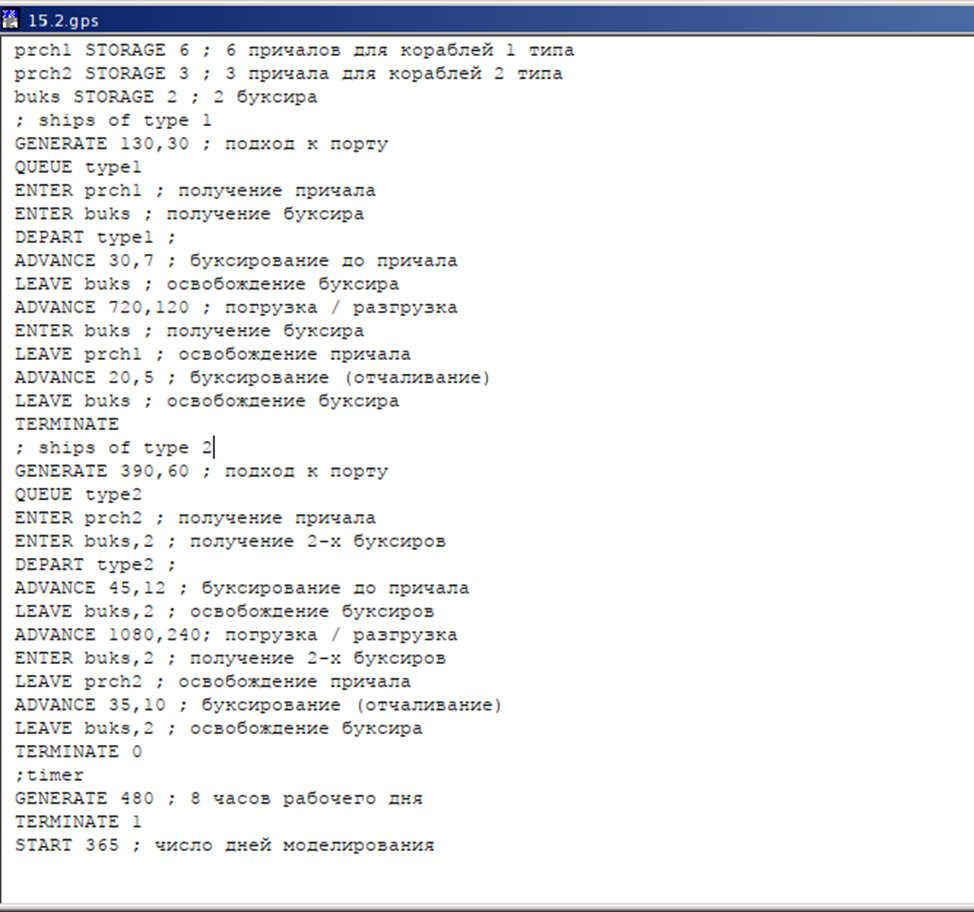 15.2.gps
prch1 STORAGE 6 ; 6 причалов для кораблей 1 типа
prch2 STORAGE 3 ; 3 причала для кораблей 2 типа
buks STORAGE 2 ; 2 буксира
; ships of type 1
GENERATE 130,30 ; подход к порту
QUEUE type1
ENTER prch1 ; получение причала
ENTER buks ; получение буксира
DEPART type1 ;
ADVANCE 30,7 ; буксирование до причала
LEAVE buks ; освобождение буксира
ADVANCE 720,120 ; погрузка / разгрузка
ENTER buks ; получение буксира
LEAVE prch1 ; освобождение причала
ADVANCE 20,5 ; буксирование (отчаливание)
LEAVE buks ; освобождение буксира
TERMINATE
; ships of type 2
GENERATE 390,60 ; подход к порту
QUEUE type2
ENTER prch2 ; получение причала
ENTER buks,2 ; получение 2-х буксиров
DEPART type2 ;
ADVANCE 45,12 ; буксирование до причала
LEAVE buks,2 ; освобождение буксиров
ADVANCE 1080,240; погрузка / разгрузка
ENTER buks,2 ; получение 2-х буксиров
LEAVE prch2 ; освобождение причала
ADVANCE 35,10 ; буксирование (отчаливание)
LEAVE buks,2 ; освобождение буксира
TERMINATE 0
;timer
GENERATE 480 ; 8 часов рабочего дня
TERMINATE 1
START 365 ; число дней моделирования